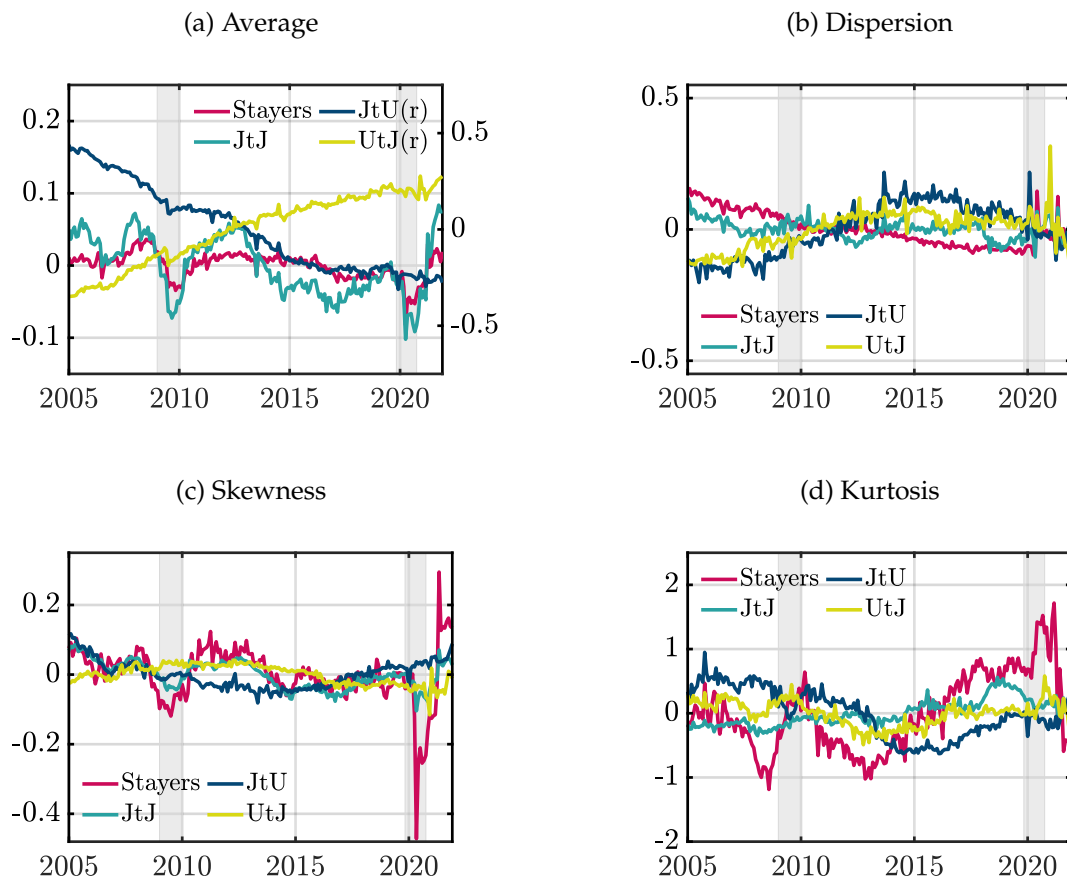 (a) Average
0.2
0.1
0
-0.1
0.5
0
-0.5
Stayers
JtJ
JtU(r)
UtJ(r)
2005 2010 2015 2020
(b) Dispersion
0.5
0
-0.5
Stayers
JtJ
JtU
UtJ
2005 2010 2015 2020
(c) Skewness
0.2
0
-0.2
-0.4
Stayers
JtJ
JtU
UtJ
2005 2010 2015 2020
(d) Kurtosis
2
1
0
-1
-2
Stayers
JtJ
JtU
UtJ
2005 2010 2015 2020